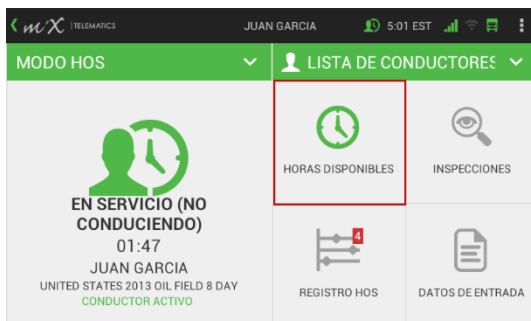 miX TELEMATICS JUAN GARCIA 5:01 EST
MODO HOS
LISTA DE CONDUCTORES
EN SERVICIO (NO
CONDUCIENDO)
01:47
JUAN GARCIA
UNITED STATES 2013 OIL FIELD 8 DAY
CONDUCTOR ACTIVO
HORAS DISPONIBLES
INSPECCIONES
4
REGISTRO HOS
DATOS DE ENTRADA